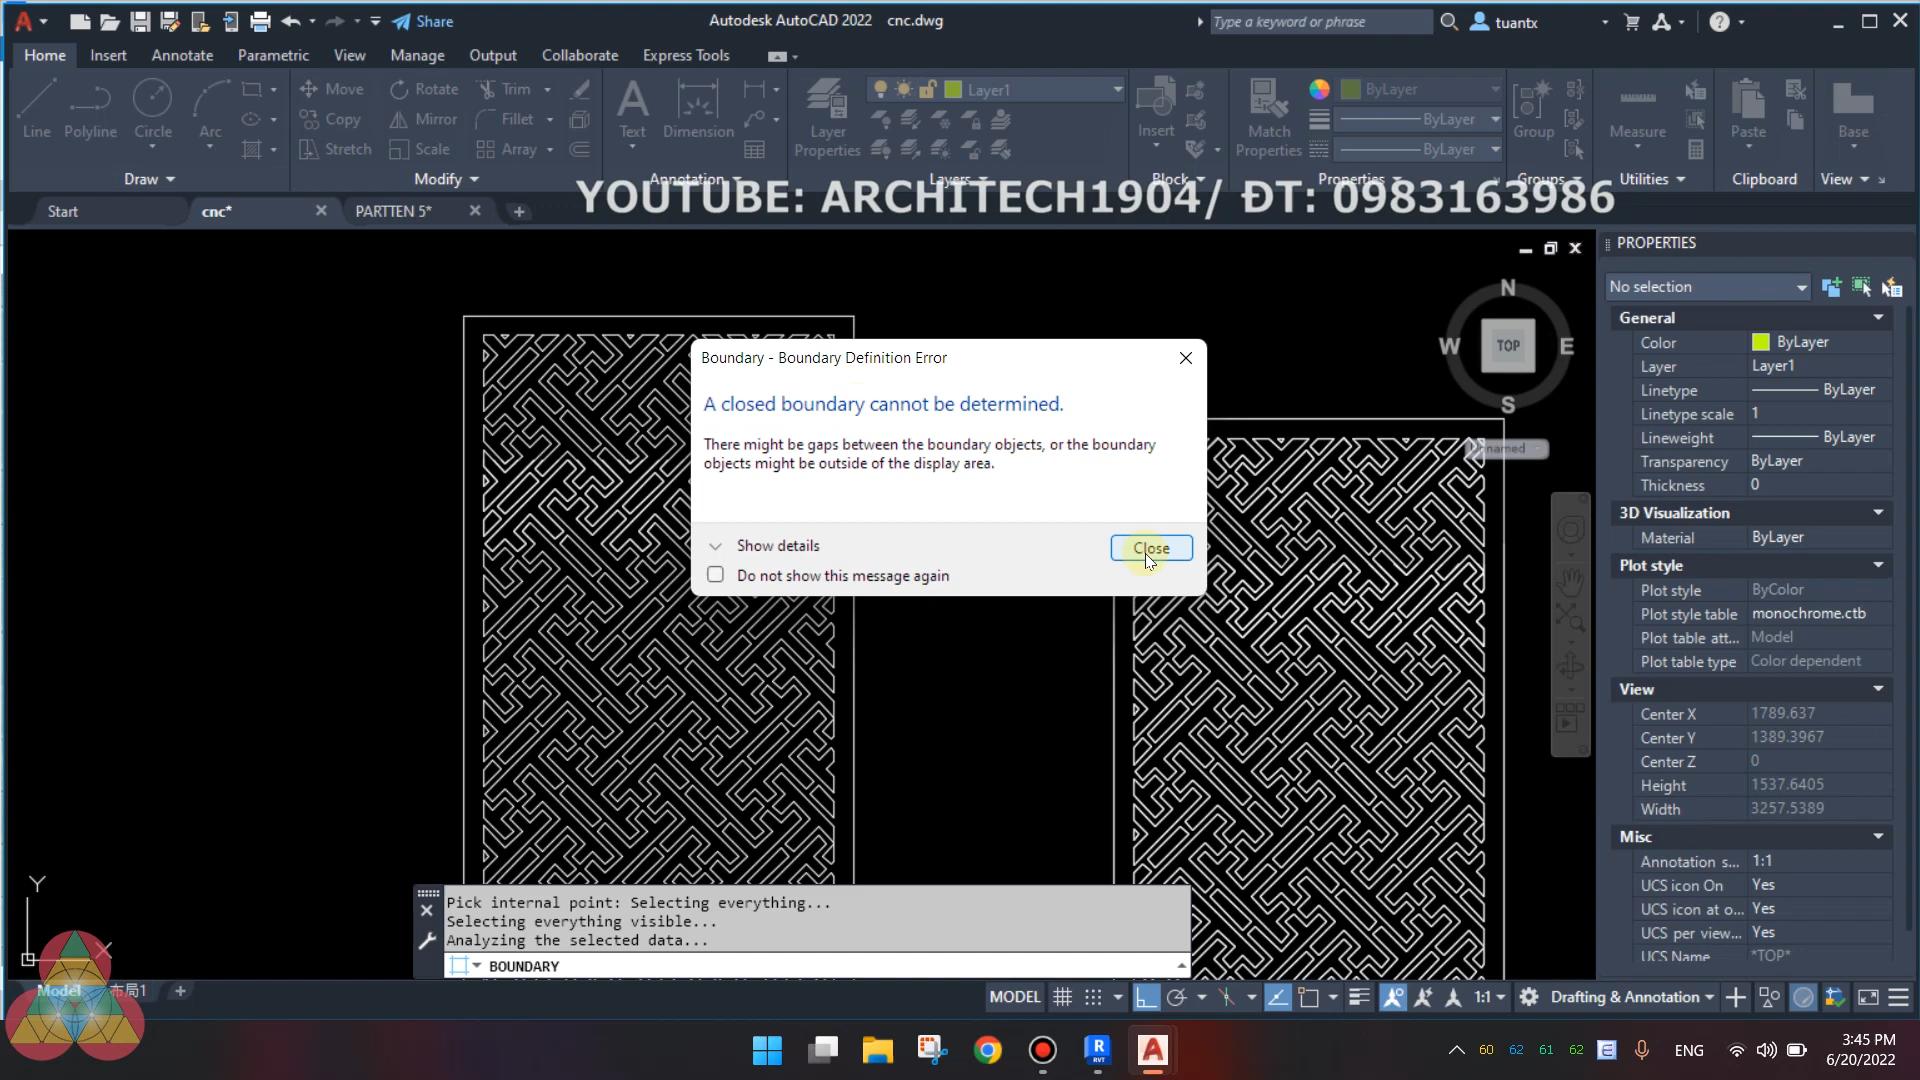 Share
Autodesk AutoCAD 2022 cnc.dwg
Type a keyword or phrase
tuantx
Home Insert Annotate Parametric View Manage Output Collaborate Express Tools
Line Polyline Circle Arc
Move Rotate Trim
Copy Mirror Fillet
Stretch Scale Array
Text Dimension
Layer Properties
Layer1
Insert
Match Properties
ByLayer
ByLayer
ByLayer
Group Measure Paste Base
Draw Modify Annotation Layers Block Properties Groups Utilities Clipboard View
YOUTUBE: ARCHITECH1904/ ĐT: 0983163986
Start cnc* PARTTEN 5*
PROPERTIES
No selection
N
W TOP E
S
Unnamed
General
Color ByLayer
Layer Layer1
Linetype ByLayer
Linetype scale 1
Lineweight ByLayer
Transparency ByLayer
Thickness 0
3D Visualization
Material ByLayer
Plot style
Plot style ByColor
Plot style table monochrome.ctb
Plot table att... Model
Plot table type Color dependent
View
Center X 1789.637
Center Y 1389.3967
Center Z 0
Height 1537.6405
Width 3257.5389
Misc
Annotation s... 1:1
UCS icon On Yes
UCS icon at o... Yes
UCS per view... Yes
UCS Name *TOP*
Boundary - Boundary Definition Error
A closed boundary cannot be determined.
There might be gaps between the boundary objects, or the boundary
objects might be outside of the display area.
Show details
Close
Do not show this message again
Y
X
Pick internal point: Selecting everything...
Selecting everything visible...
Analyzing the selected data...
BOUNDARY
Model 布局1
MODEL 1:1 Drafting & Annotation
60 62 61 62 ENG
3:45 PM
6/20/2022